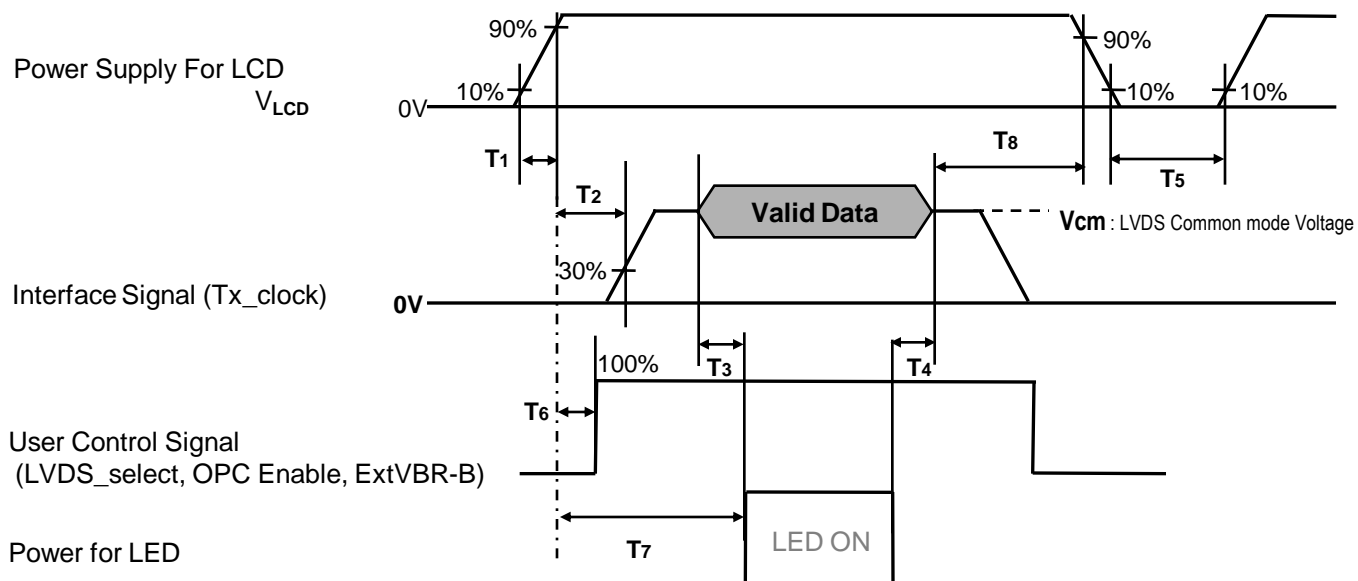 90%
90%
Power Supply For LCD
VLCD
10%
10%
10%
0V
T1
T8
T5
T2
Valid Data
Vcm : LVDS Common mode Voltage
30%
Interface Signal (Tx_clock)
0V
T3
T4
100%
T6
User Control Signal
(LVDS_select, OPC Enable, ExtVBR-B)
T7
LED ON
Power for LED